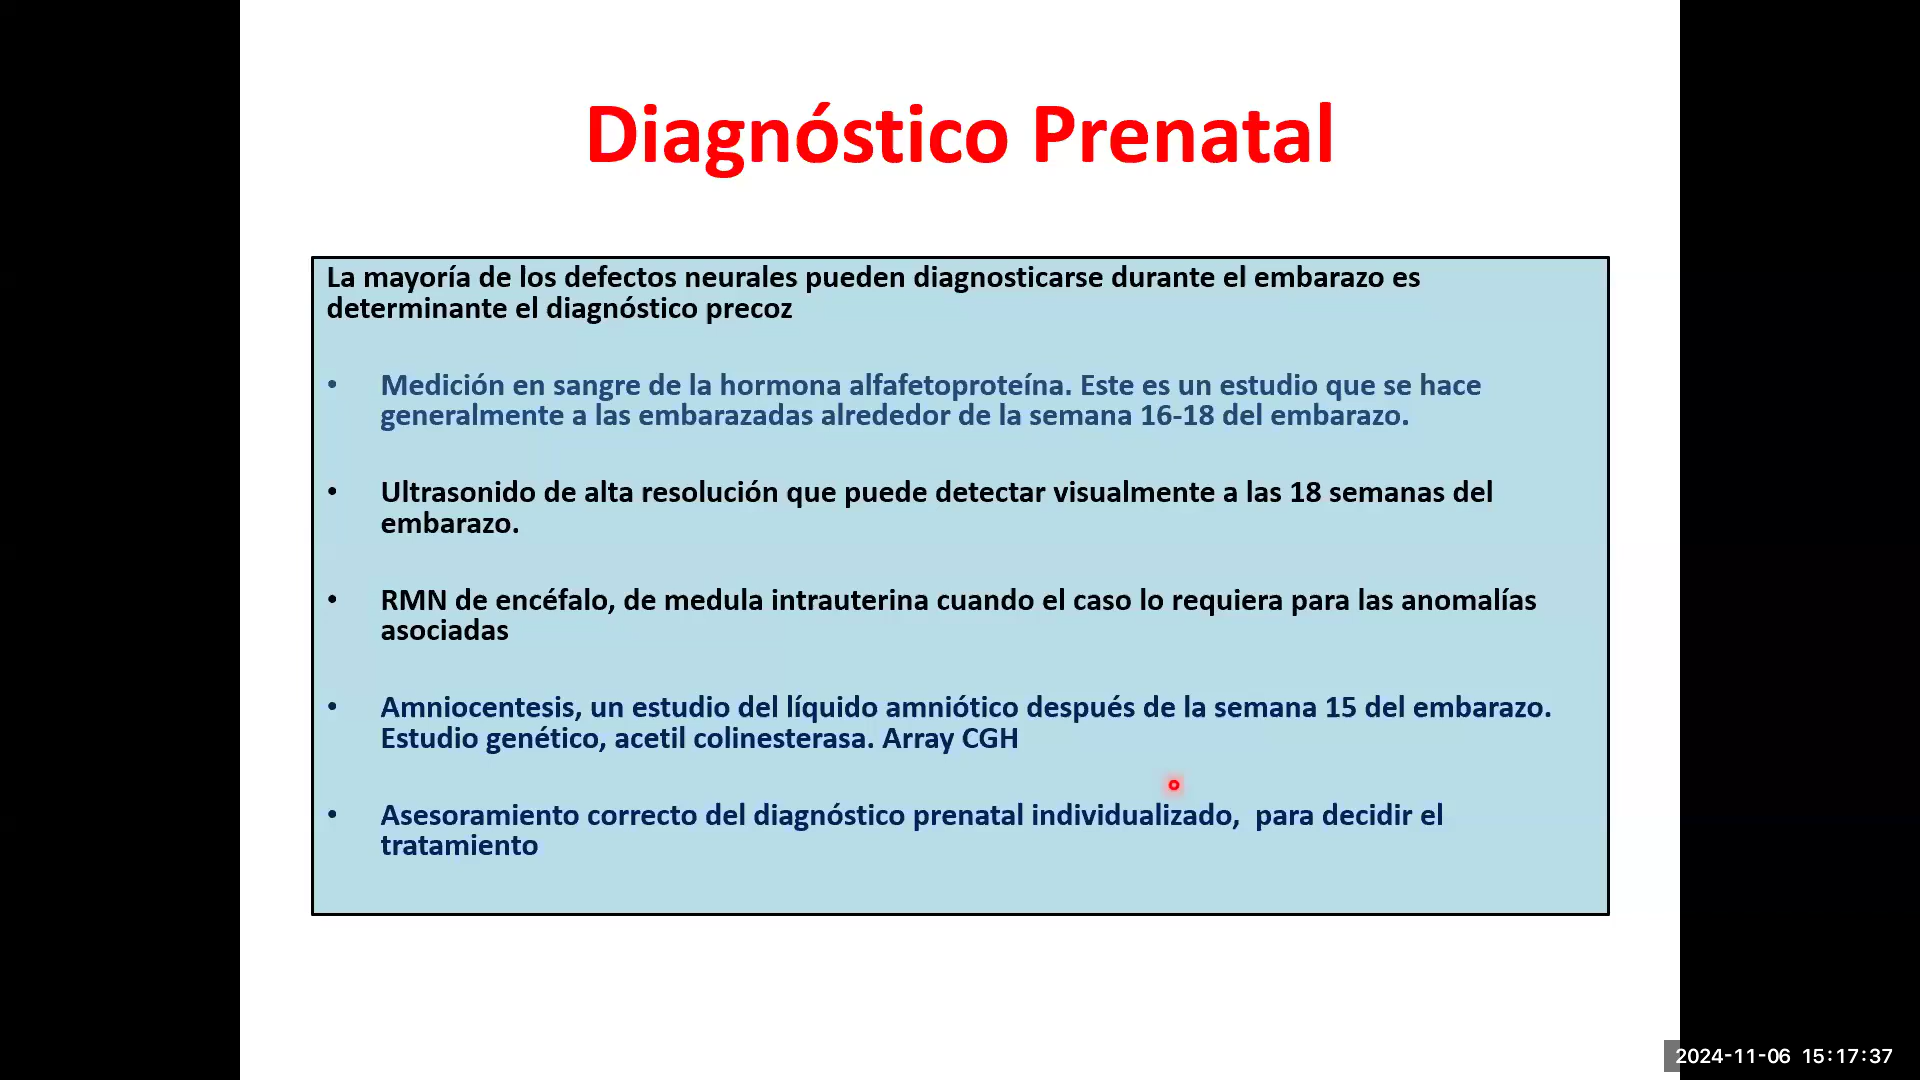 Diagnóstico Prenatal
La mayoría de los defectos neurales pueden diagnosticarse durante el embarazo es
determinante el diagnóstico precoz
• Medición en sangre de la hormona alfafetoproteína. Este es un estudio que se hace
generalmente a las embarazadas alrededor de la semana 16-18 del embarazo.
• Ultrasonido de alta resolución que puede detectar visualmente a las 18 semanas del
embarazo.
• RMN de encéfalo, de medula intrauterina cuando el caso lo requiera para las anomalías
asociadas
• Amniocentesis, un estudio del líquido amniótico después de la semana 15 del embarazo.
Estudio genético, acetil colinesterasa. Array CGH
• Asesoramiento correcto del diagnóstico prenatal individualizado,  para decidir el
tratamiento
2024-11-06 15:17:37